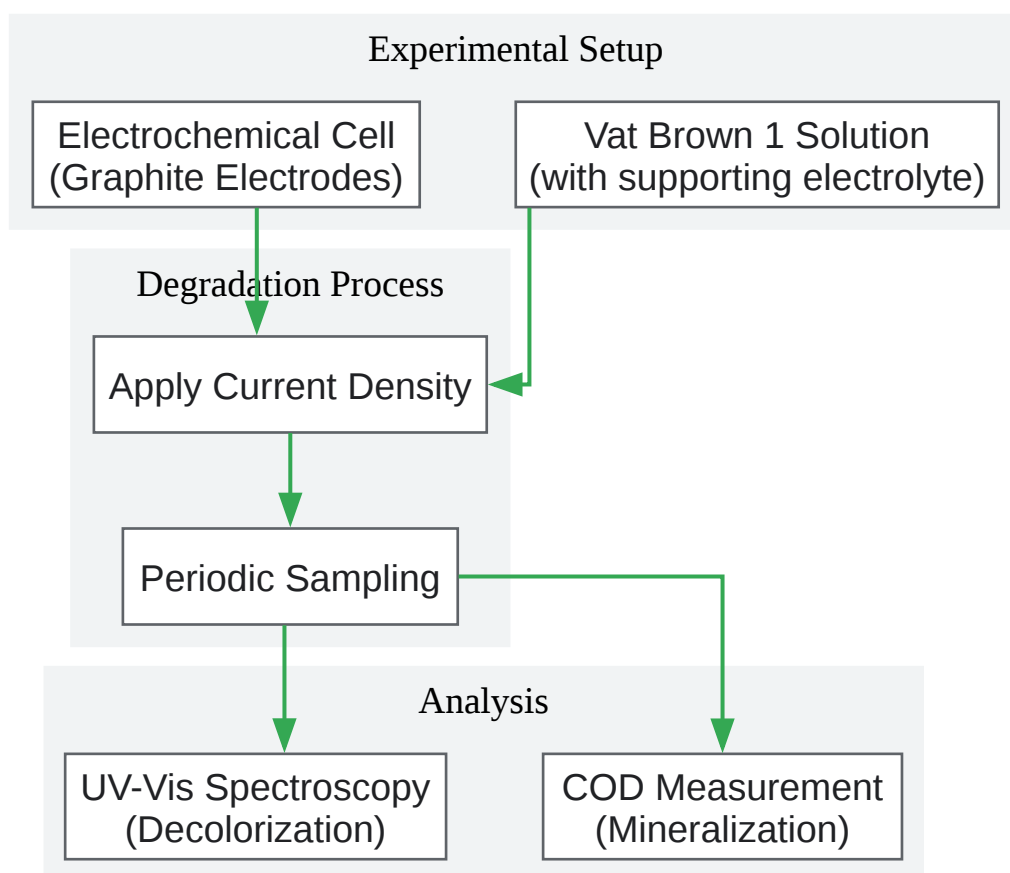 Experimental Setup
Electrochemical Cell
(Graphite Electrodes)
Vat Brown 1 Solution
(with supporting electrolyte)
Degradation Process
Apply Current Density
Periodic Sampling
Analysis
UV-Vis Spectroscopy
(Decolorization)
COD Measurement
(Mineralization)